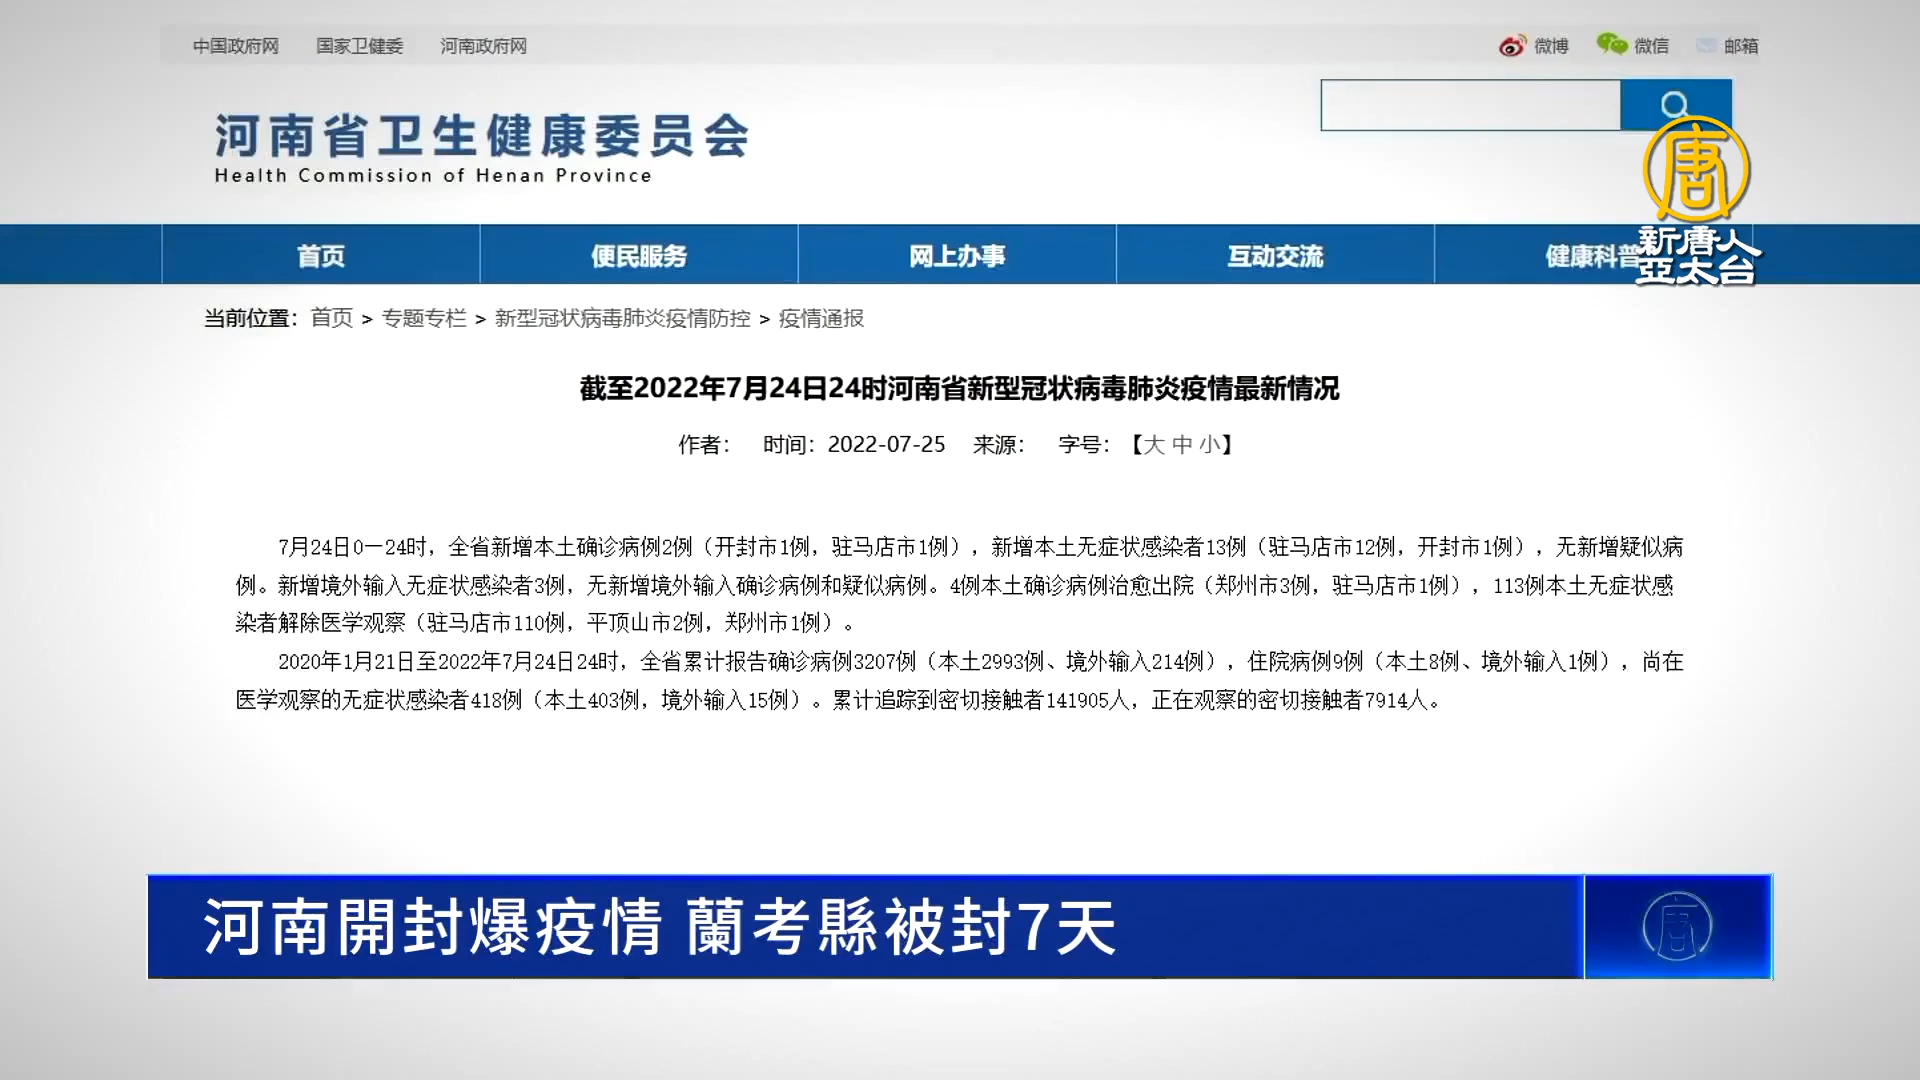 中国政府网 国家卫健委 河南政府网 微博 微信 邮箱
河南省卫生健康委员会
Health Commission of Henan Province
唐
新唐人
亞太台
首页 便民服务 网上办事 互动交流 健康科普
当前位置： 首页 > 专题专栏 > 新型冠状病毒肺炎疫情防控 > 疫情通报
截至2022年7月24日24时河南省新型冠状病毒肺炎疫情最新情况
作者： 时间：2022-07-25 来源： 字号：【大 中 小】
7月24日0—24时，全省新增本土确诊病例2例（开封市1例，驻马店市1例），新增本土无症状感染者13例（驻马店市12例，开封市1例），无新增疑似病
例。新增境外输入无症状感染者3例，无新增境外输入确诊病例和疑似病例。4例本土确诊病例治愈出院（郑州市3例，驻马店市1例），113例本土无症状感
染者解除医学观察（驻马店市110例，平顶山市2例，郑州市1例）。
2020年1月21日至2022年7月24日24时，全省累计报告确诊病例3207例（本土2993例、境外输入214例），住院病例9例（本土8例、境外输入1例），尚在
医学观察的无症状感染者418例（本土403例，境外输入15例）。累计追踪到密切接触者141905人，正在观察的密切接触者7914人。
河南開封爆疫情 蘭考縣被封7天
唐